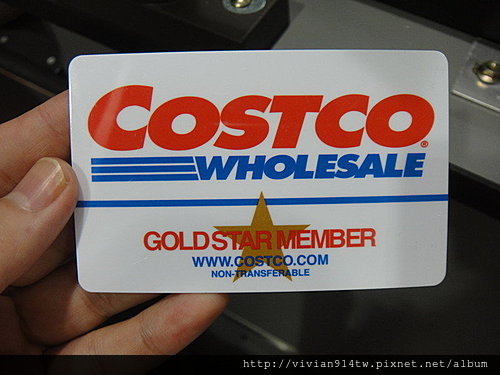 COSTCO®
WHOLESALE
GOLD STAR MEMBER
WWW.COSTCO.COM
NON-TRANSFERABLE
http://vivian914tw.pixnet.net/album